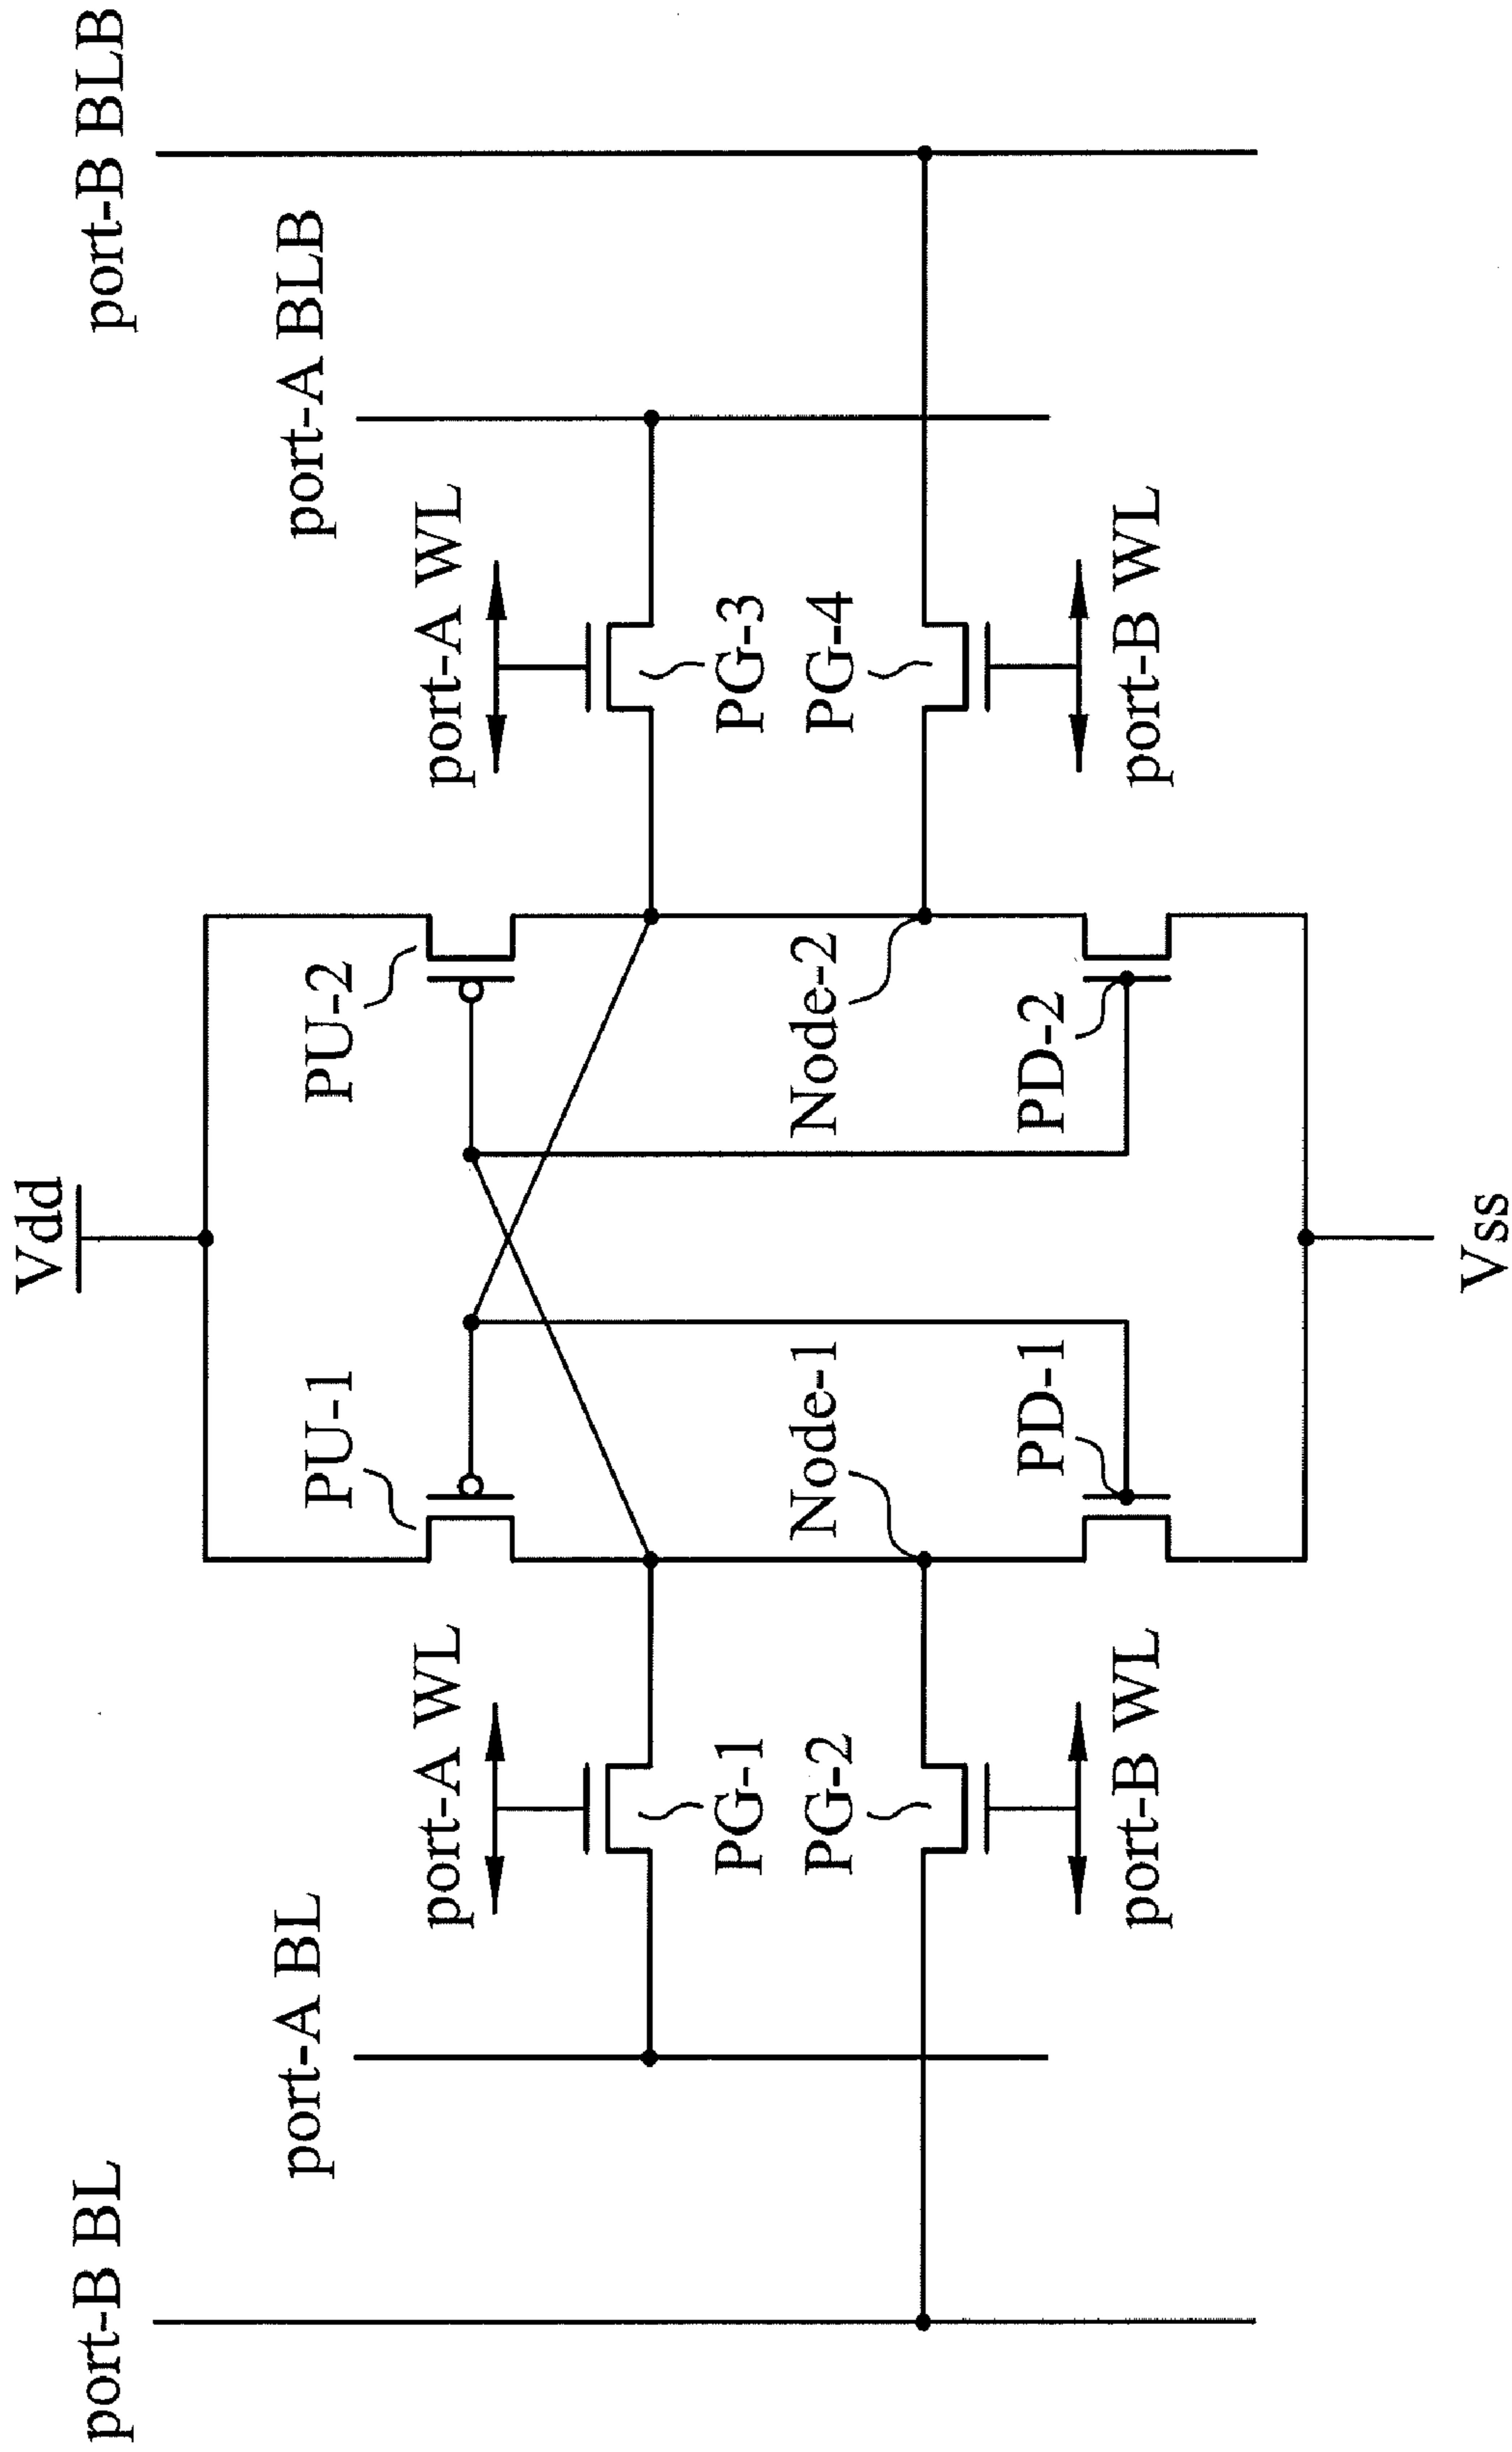 Vdd
port-B BL
port-B BLB
port-A BL
port-A BLB
PU-1
PU-2
port-A WL
port-A WL
PG-1
PG-3
PG-2
Node-1
Node-2
PG-4
PD-1
PD-2
port-B WL
port-B WL
Vss